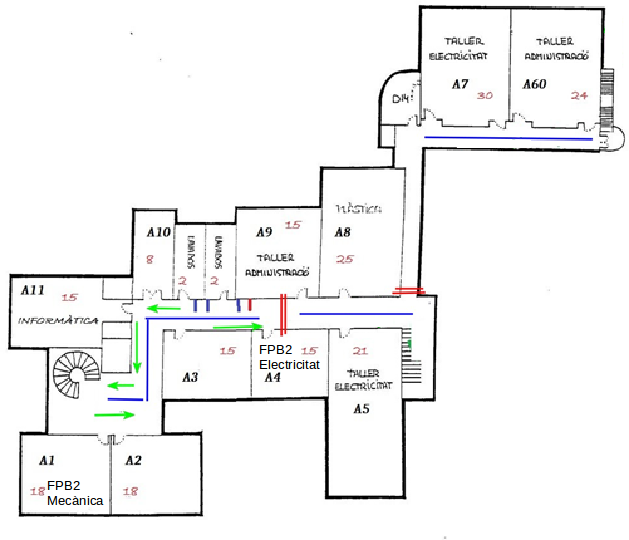 TALLER
ELECTRICITAT
A7
30
TALLER
ADMINISTRACIÓ
A60
24
PLÀSTICA
A8
25
A10
8
LAVABOS
2
LAVABOS
2
A9
15
TALLER
ADMINISTRACIÓ
A11
15
INFORMÀTICA
A3
15
FPB2
Electricitat
15
A4
21
TALLER
ELECTRICITAT
A5
A1
18
FPB2
Mecànica
A2
18